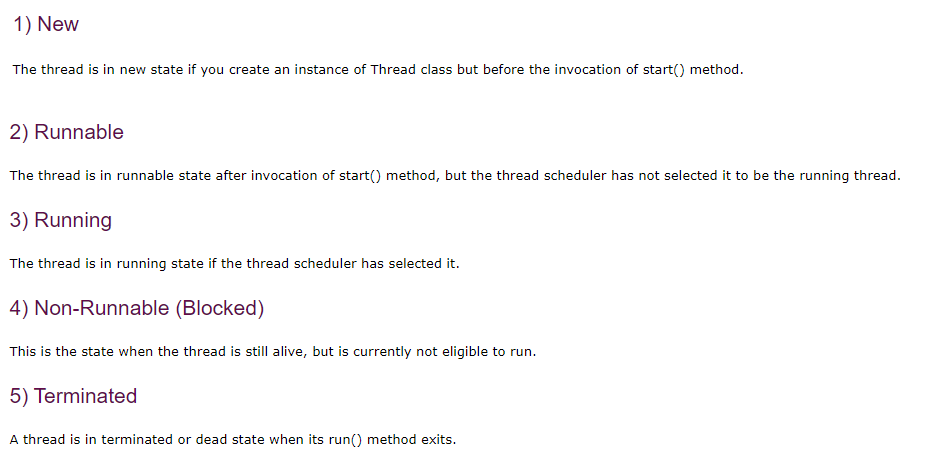 1) New
The thread is in new state if you create an instance of Thread class but before the invocation of start() method.
2) Runnable
The thread is in runnable state after invocation of start() method, but the thread scheduler has not selected it to be the running thread.
3) Running
The thread is in running state if the thread scheduler has selected it.
4) Non-Runnable (Blocked)
This is the state when the thread is still alive, but is currently not eligible to run.
5) Terminated
A thread is in terminated or dead state when its run() method exits.